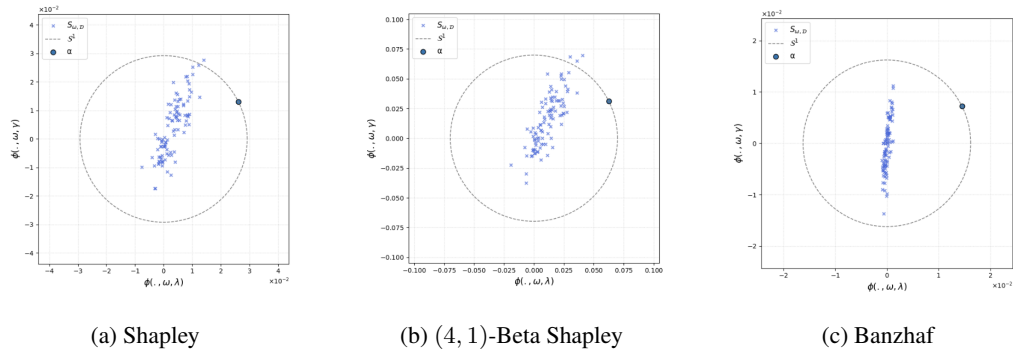 ×10⁻²
4
3
2
1
0
−1
−2
−3
−4
−4 −3 −2 −1 0 1 2 3 4
×10⁻²
ϕ(., ω, γ)
ϕ(., ω, λ)
S_{ω,D}
S¹
α
(a) Shapley
0.100
0.075
0.050
0.025
0.000
−0.025
−0.050
−0.075
−0.100
−0.100 −0.075 −0.050 −0.025 0.000 0.025 0.050 0.075 0.100
ϕ(., ω, γ)
ϕ(., ω, λ)
S_{ω,D}
S¹
α
(b) (4, 1)-Beta Shapley
×10⁻²
2
1
0
−1
−2
−2 −1 0 1 2
×10⁻²
ϕ(., ω, γ)
ϕ(., ω, λ)
S_{ω,D}
S¹
α
(c) Banzhaf